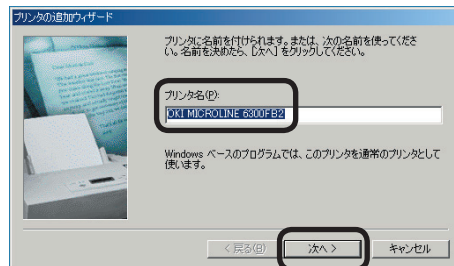 プリンタの追加ウィザード
プリンタに名前を付けられます。または、次の名前を使ってくださ
い。名前を決めたら、[次へ] をクリックしてください。
プリンタ名(P):
OKI MICROLINE 6300FB2
Windows ベースのプログラムでは、このプリンタを通常のプリンタとして
使います。
< 戻る(B)
次へ >
キャンセル